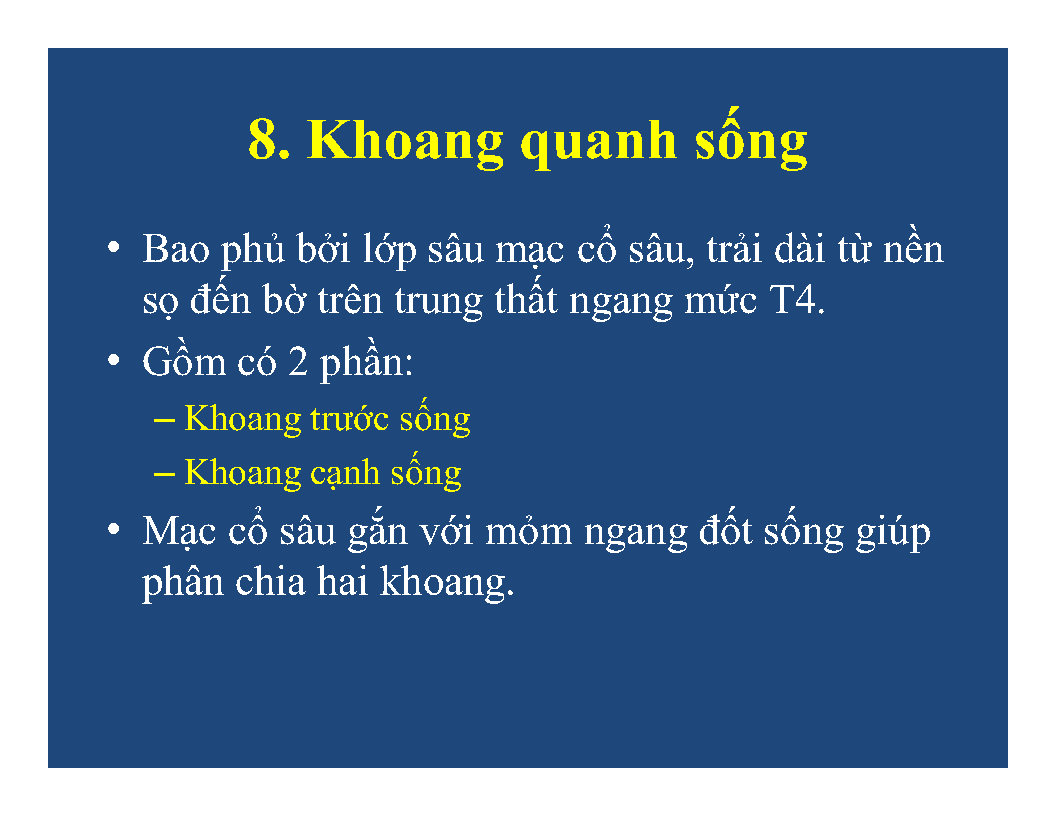 8. Khoang quanh sống
• Bao phủ bởi lớp sâu mạc cổ sâu, trải dài từ nền
sọ đến bờ trên trung thất ngang mức T4.
• Gồm có 2 phần:
– Khoang trước sống
– Khoang cạnh sống
• Mạc cổ sâu gắn với mỏm ngang đốt sống giúp
phân chia hai khoang.